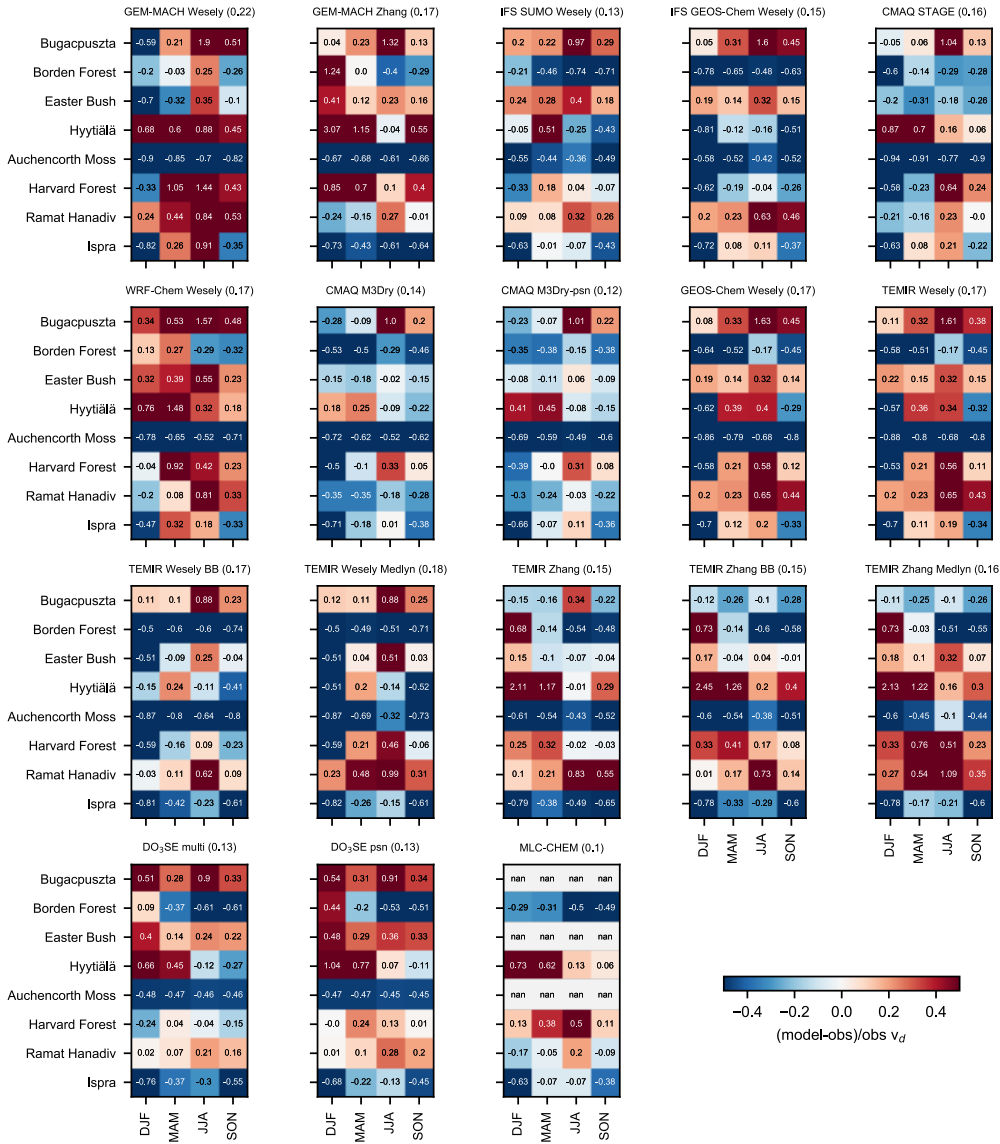 GEM-MACH Wesely (0.22) GEM-MACH Zhang (0.17) IFS SUMO Wesely (0.13) IFS GEOS-Chem Wesely (0.15) CMAQ STAGE (0.16)
Bugacpuszta -0.59 0.21 1.9 0.51 0.04 0.23 1.32 0.13 0.2 0.22 0.97 0.29 0.05 0.31 1.6 0.45 -0.05 0.06 1.04 0.13
Borden Forest -0.2 -0.03 0.25 -0.26 1.24 0.0 -0.4 -0.29 -0.21 -0.46 -0.74 -0.71 -0.78 -0.65 -0.48 -0.63 -0.6 -0.14 -0.29 -0.28
Easter Bush -0.7 -0.32 0.35 -0.1 0.41 0.12 0.23 0.16 0.24 0.28 0.4 0.18 0.19 0.14 0.32 0.15 -0.2 -0.31 -0.18 -0.26
Hyytiälä 0.68 0.6 0.88 0.45 3.07 1.15 -0.04 0.55 -0.05 0.51 -0.25 -0.43 -0.81 -0.12 -0.16 -0.51 0.87 0.7 0.16 0.06
Auchencorth Moss -0.9 -0.85 -0.7 -0.82 -0.67 -0.68 -0.61 -0.66 -0.55 -0.44 -0.36 -0.49 -0.58 -0.52 -0.42 -0.52 -0.94 -0.91 -0.77 -0.9
Harvard Forest -0.33 1.05 1.44 0.43 0.85 0.7 0.1 0.4 -0.33 0.18 0.04 -0.07 -0.62 -0.19 -0.04 -0.26 -0.58 -0.23 0.64 0.24
Ramat Hanadiv 0.24 0.44 0.84 0.53 -0.24 -0.15 0.27 -0.01 0.09 0.08 0.32 0.26 0.2 0.23 0.63 0.46 -0.21 -0.16 0.23 -0.0
Ispra -0.82 0.26 0.91 -0.35 -0.73 -0.43 -0.61 -0.64 -0.63 -0.01 -0.07 -0.43 -0.72 0.08 0.11 -0.37 -0.63 0.08 0.21 -0.22
WRF-Chem Wesely (0.17) CMAQ M3Dry (0.14) CMAQ M3Dry-psn (0.12) GEOS-Chem Wesely (0.17) TEMIR Wesely (0.17)
Bugacpuszta 0.34 0.53 1.57 0.48 -0.28 -0.09 1.0 0.2 -0.23 -0.07 1.01 0.22 0.08 0.33 1.63 0.45 0.11 0.32 1.61 0.38
Borden Forest 0.13 0.27 -0.29 -0.32 -0.53 -0.5 -0.29 -0.46 -0.35 -0.38 -0.15 -0.38 -0.64 -0.52 -0.17 -0.45 -0.58 -0.51 -0.17 -0.45
Easter Bush 0.32 0.39 0.55 0.23 -0.15 -0.18 -0.02 -0.15 -0.08 -0.11 0.06 -0.09 0.19 0.14 0.32 0.14 0.22 0.15 0.32 0.15
Hyytiälä 0.76 1.48 0.32 0.18 0.18 0.25 -0.09 -0.22 0.41 0.45 -0.08 -0.15 -0.62 0.39 0.4 -0.29 -0.57 0.36 0.34 -0.32
Auchencorth Moss -0.78 -0.65 -0.52 -0.71 -0.72 -0.62 -0.52 -0.62 -0.69 -0.59 -0.49 -0.6 -0.86 -0.79 -0.68 -0.8 -0.88 -0.8 -0.68 -0.8
Harvard Forest -0.04 0.92 0.42 0.23 -0.5 -0.1 0.33 0.05 -0.39 -0.0 0.31 0.08 -0.58 0.21 0.58 0.12 -0.53 0.21 0.56 0.11
Ramat Hanadiv -0.2 0.08 0.81 0.33 -0.35 -0.35 -0.18 -0.28 -0.3 -0.24 -0.03 -0.22 0.2 0.23 0.65 0.44 0.2 0.23 0.65 0.43
Ispra -0.47 0.32 0.18 -0.33 -0.71 -0.18 0.01 -0.38 -0.66 -0.07 0.11 -0.36 -0.7 0.12 0.2 -0.33 -0.7 0.11 0.19 -0.34
TEMIR Wesely BB (0.17) TEMIR Wesely Medlyn (0.18) TEMIR Zhang (0.15) TEMIR Zhang BB (0.15) TEMIR Zhang Medlyn (0.16
Bugacpuszta 0.11 0.1 0.88 0.23 0.12 0.11 0.88 0.25 -0.15 -0.16 0.34 -0.22 -0.12 -0.26 -0.1 -0.28 -0.11 -0.25 -0.1 -0.26
Borden Forest -0.5 -0.6 -0.6 -0.74 -0.5 -0.49 -0.51 -0.71 0.68 -0.14 -0.54 -0.48 0.73 -0.14 -0.6 -0.58 0.73 -0.03 -0.51 -0.55
Easter Bush -0.51 -0.09 0.25 -0.04 -0.51 0.04 0.51 0.03 0.15 -0.1 -0.07 -0.04 0.17 -0.04 0.04 -0.01 0.18 0.1 0.32 0.07
Hyytiälä -0.15 0.24 -0.11 -0.41 -0.51 0.2 -0.14 -0.52 2.11 1.17 -0.01 0.29 2.45 1.26 0.2 0.4 2.13 1.22 0.16 0.3
Auchencorth Moss -0.87 -0.8 -0.64 -0.8 -0.87 -0.69 -0.32 -0.73 -0.61 -0.54 -0.43 -0.52 -0.6 -0.54 -0.38 -0.51 -0.6 -0.45 -0.1 -0.44
Harvard Forest -0.59 -0.16 0.09 -0.23 -0.59 0.21 0.46 -0.06 0.25 0.32 -0.02 -0.03 0.33 0.41 0.17 0.08 0.33 0.76 0.51 0.23
Ramat Hanadiv -0.03 0.11 0.62 0.09 0.23 0.48 0.99 0.31 0.1 0.21 0.83 0.55 0.01 0.17 0.73 0.14 0.27 0.54 1.09 0.35
Ispra -0.81 -0.42 -0.23 -0.61 -0.82 -0.26 -0.15 -0.61 -0.79 -0.38 -0.49 -0.65 -0.78 -0.33 -0.29 -0.6 -0.78 -0.17 -0.21 -0.6
DJF MAM JJA SON DJF MAM JJA SON
DO₃SE multi (0.13) DO₃SE psn (0.13) MLC-CHEM (0.1)
Bugacpuszta 0.51 0.28 0.9 0.33 0.54 0.31 0.91 0.34 nan nan nan nan
Borden Forest 0.09 -0.37 -0.61 -0.61 0.44 -0.2 -0.53 -0.51 -0.29 -0.31 -0.5 -0.49
Easter Bush 0.4 0.14 0.24 0.22 0.48 0.29 0.36 0.33 nan nan nan nan
Hyytiälä 0.66 0.45 -0.12 -0.27 1.04 0.77 0.07 -0.11 0.73 0.62 0.13 0.06
Auchencorth Moss -0.48 -0.47 -0.46 -0.46 -0.47 -0.47 -0.45 -0.45 nan nan nan nan
Harvard Forest -0.24 0.04 -0.04 -0.15 -0.0 0.24 0.13 0.01 0.13 0.38 0.5 0.11
Ramat Hanadiv 0.02 0.07 0.21 0.16 0.01 0.1 0.28 0.2 -0.17 -0.05 0.2 -0.09
Ispra -0.76 -0.37 -0.3 -0.55 -0.68 -0.22 -0.13 -0.45 -0.63 -0.07 -0.07 -0.38
DJF MAM JJA SON DJF MAM JJA SON DJF MAM JJA SON
−0.4 −0.2 0.0 0.2 0.4
(model-obs)/obs v_d